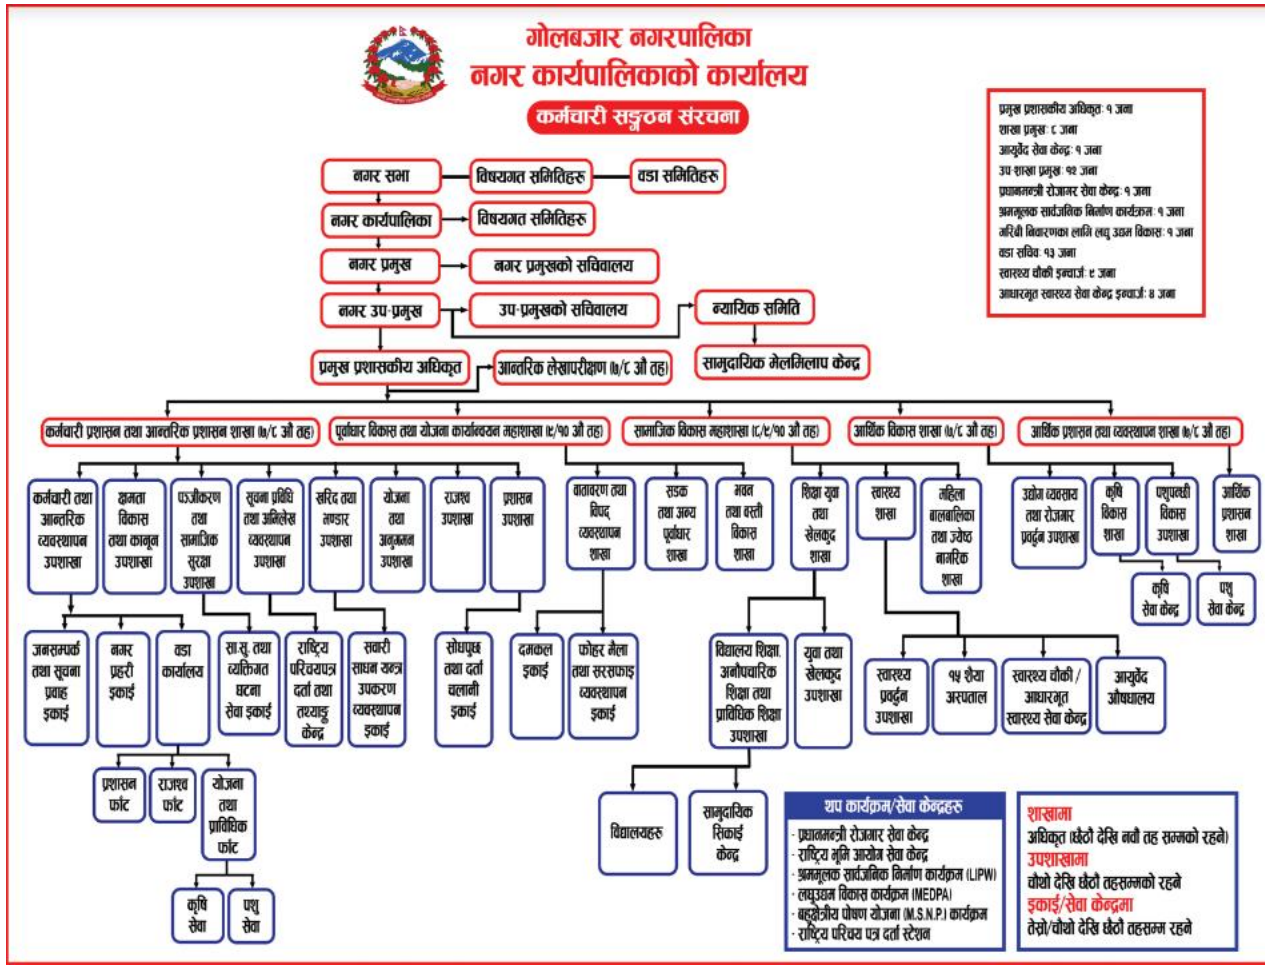 गोलबजार नगरपालिका
नगर कार्यपालिकाको कार्यालय
कर्मचारी सङ्गठन संरचना
प्रमुख प्रशासकीय अधिकृतः १ जना
शाखा प्रमुखः ८ जना
आयूर्वेद सेवा केन्द्रः १ जना
उप-शाखा प्रमुखः १२ जना
प्रधानमन्त्री रोजागर सेवा केन्द्रः १ जना
श्रममूलक सार्वजनिक निर्माण कार्यक्रमः १ जना
गरिबी निवारणका लागि लघु उद्यम विकासः १ जना
वडा सचिवः १३ जना
स्वास्थ्य चौकी इन्चार्जः ९ जना
आधारभूत स्वास्थ्य सेवा केन्द्र इन्चार्जः ४ जना
नगर सभा
विषयगत समितिहरु
वडा समितिहरु
नगर कार्यपालिका
विषयगत समितिहरु
नगर प्रमुख
नगर प्रमुखको सचिवालय
नगर उप-प्रमुख
उप-प्रमुखको सचिवालय
न्यायिक समिति
प्रमुख प्रशासकीय अधिकृत
आन्तरिक लेखापरीक्षण (७/८ औ तह)
सामुदायिक मेलमिलाप केन्द्र
कर्मचारी प्रशासन तथा आन्तरिक प्रशासन शाखा (७/८ औ तह)
पूर्वाधार विकास तथा योजना कार्यान्वयन महाशाखा (९/१० औ तह)
सामाजिक विकास महाशाखा (८/९/१० औ तह)
आर्थिक विकास शाखा (७/८ औ तह)
आर्थिक प्रशासन तथा व्यवस्थापन शाखा (७/८ औ तह)
कर्मचारी तथा
आन्तरिक
व्यवस्थापन
उपशाखा
क्षमता
विकास
तथा कानून
उपशाखा
पञ्जीकरण
तथा
सामाजिक
सुरक्षा
उपशाखा
सुचना प्रविधि
तथा अभिलेख
व्यवस्थापन
उपशाखा
खरिद तथा
भण्डार
उपशाखा
योजना
तथा
अनुगमन
उपशाखा
राजश्व
उपशाखा
प्रशासन
उपशाखा
वातावरण तथा
विपद्
व्यवस्थापन
शाखा
सडक
तथा अन्य
पूर्वाधार
शाखा
भवन
तथा वस्ती
विकास
शाखा
शिक्षा युवा
तथा
खेलकुद
शाखा
स्वास्थ्य
शाखा
महिला
बालबालिका
तथा ज्येष्ठ
नागरिक
शाखा
उद्योग व्यवसाय
तथा रोजगार
प्रवर्द्धन उपशाखा
कृषि
विकास
शाखा
पशुपन्छी
विकास
उपशाखा
आर्थिक
प्रशासन
शाखा
कृषि
सेवा केन्द्र
पशु
सेवा केन्द्र
जनसम्पर्क
तथा सूचना
प्रवाह
इकाई
नगर
प्रहरी
इकाई
वडा
कार्यालय
सा.सु. तथा
व्यक्तिगत
घटना
सेवा इकाई
राष्ट्रिय
परिचयपत्र
दर्ता तथा
तथ्याङ्क
केन्द्र
सवारी
साधन यन्त्र
उपकरण
व्यवस्थापन
इकाई
सोधपुछ
तथा दर्ता
चलानी
इकाई
दमकल
इकाई
फोहर मैला
तथा सरसफाइ
व्यवस्थापन
इकाई
विद्यालय शिक्षा,
अनौपचारिक
शिक्षा तथा
प्राविधिक शिक्षा
उपशाखा
युवा तथा
खेलकुद
उपशाखा
स्वास्थ्य
प्रवर्द्धन
उपशाखा
१५ शैया
अस्पताल
स्वास्थ्य चौकी /
आधारभूत
स्वास्थ्य सेवा केन्द्र
आयुर्वेद
औषधालय
प्रशासन
फाँट
राजश्व
फाँट
योजना
तथा
प्राविधिक
फाँट
विद्यालयहरु
सामुदायिक
सिकाई
केन्द्र
कृषि
सेवा
पशु
सेवा
थप कार्यक्रम/सेवा केन्द्रहरु
- प्रधानमन्त्री रोजगार सेवा केन्द्र
- राष्ट्रिय भूमि आयोग सेवा केन्द्र
- श्रममूलक सार्वजनिक निर्माण कार्यक्रम (LIPW)
- लघुउद्यम विकास कार्यक्रम (MEDPA)
- बहुक्षेत्रीय पोषण योजना (M.S.N.P.) कार्यक्रम
- राष्ट्रिय परिचय पत्र दर्ता स्टेशन
शाखामा
अधिकृत (छैठौ देखि नवौ तह सम्मको रहने)
उपशाखामा
चौथो देखि छैठौ तहसम्मको रहने
इकाई/सेवा केन्द्रमा
तेस्रो/चौथो देखि छैठौ तहसम्म रहने